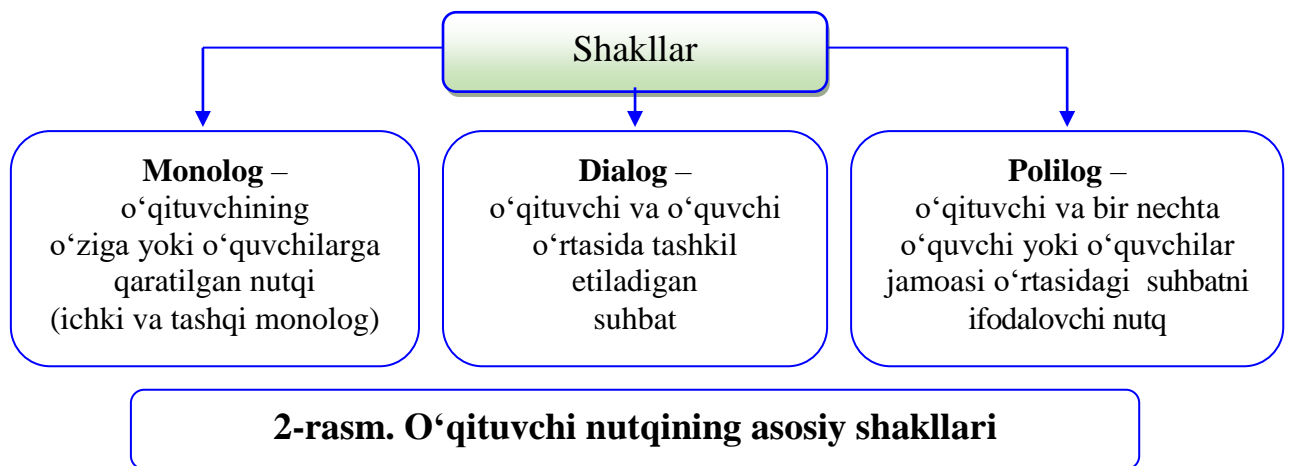 Shakllar
Monolog –
o‘qituvchining
o‘ziga yoki o‘quvchilarga
qaratilgan nutqi
(ichki va tashqi monolog)
Dialog –
o‘qituvchi va o‘quvchi
o‘rtasida tashkil
etiladigan
suhbat
Polilog –
o‘qituvchi va bir nechta
o‘quvchi yoki o‘quvchilar
jamoasi o‘rtasidagi suhbatni
ifodalovchi nutq
2-rasm. O‘qituvchi nutqining asosiy shakllari